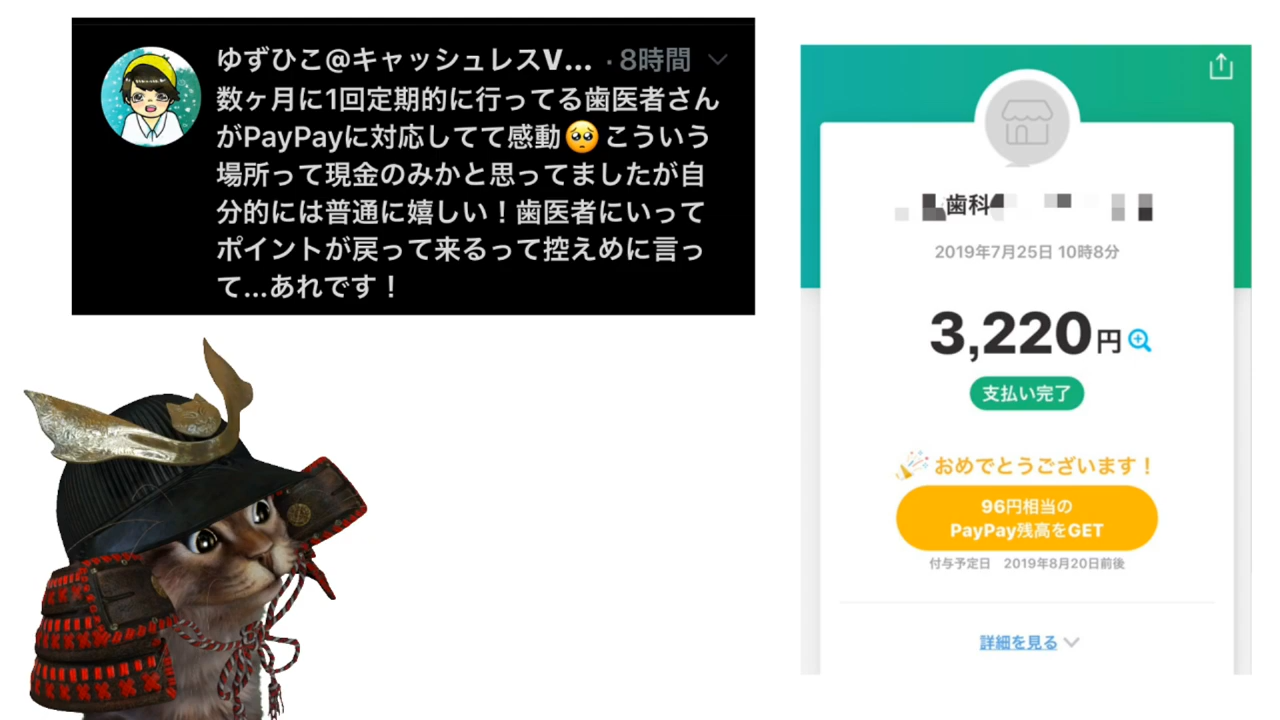 ゆずひこ@キャッシュレスV... ・8時間
数ヶ月に1回定期的に行ってる歯医者さん
がPayPayに対応してて感動🥺こういう
場所って現金のみかと思ってましたが自
分的には普通に嬉しい！歯医者にいって
ポイントが戻って来るって控えめに言っ
て...あれです！
歯科
2019年7月25日 10時8分
3,220円
支払い完了
🎉おめでとうございます！
96円相当の
PayPay残高をGET
付与予定日 2019年8月20日前後
詳細を見る